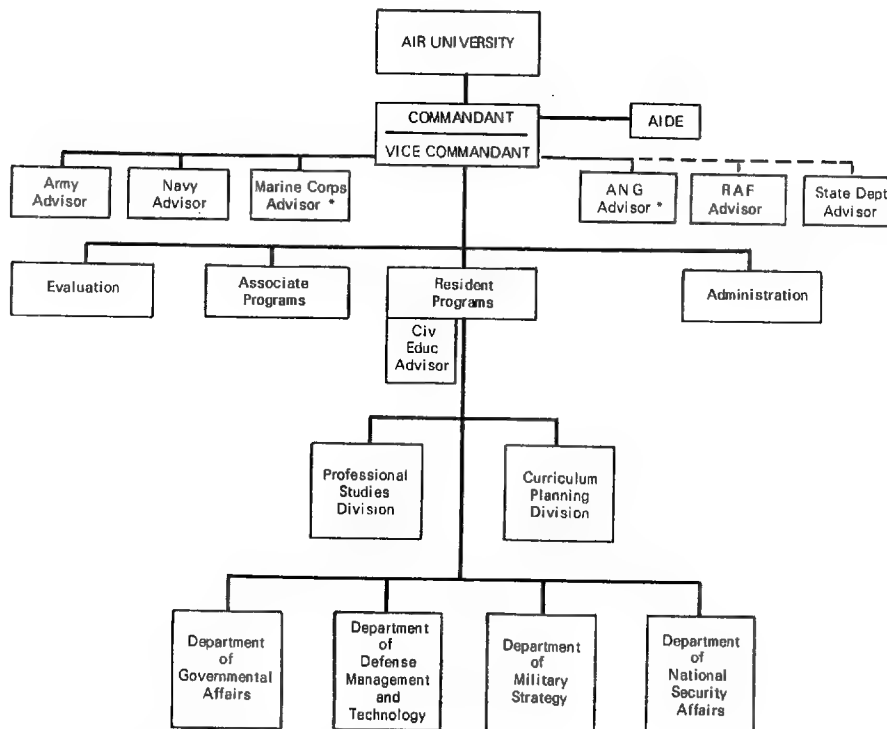 AIR UNIVERSITY
COMMANDANT
VICE COMMANDANT
AIDE
Army
Advisor
Navy
Advisor
Marine Corps
Advisor *
ANG
Advisor *
RAF
Advisor
State Dept
Advisor
Evaluation
Associate
Programs
Resident
Programs
Administration
Civ
Educ
Advisor
Professional
Studies
Division
Curriculum
Planning
Division
Department
of
Governmental
Affairs
Department
of
Defense
Management
and
Technology
Department
of
Military
Strategy
Department
of
National
Security
Affairs